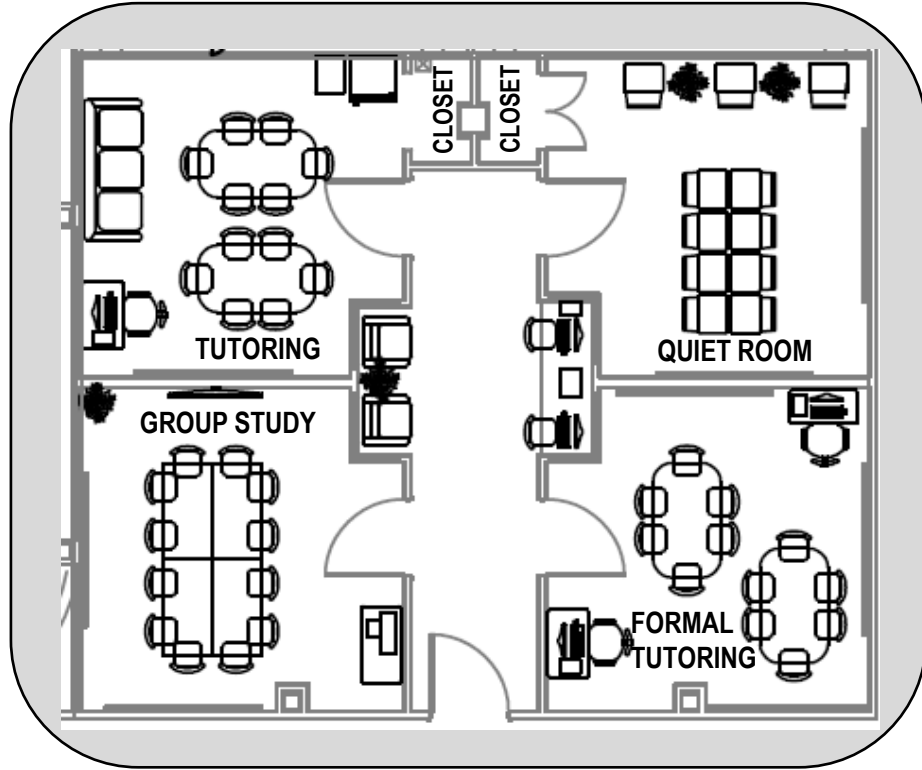 CLOSET
CLOSET
TUTORING
QUIET ROOM
GROUP STUDY
FORMAL
TUTORING